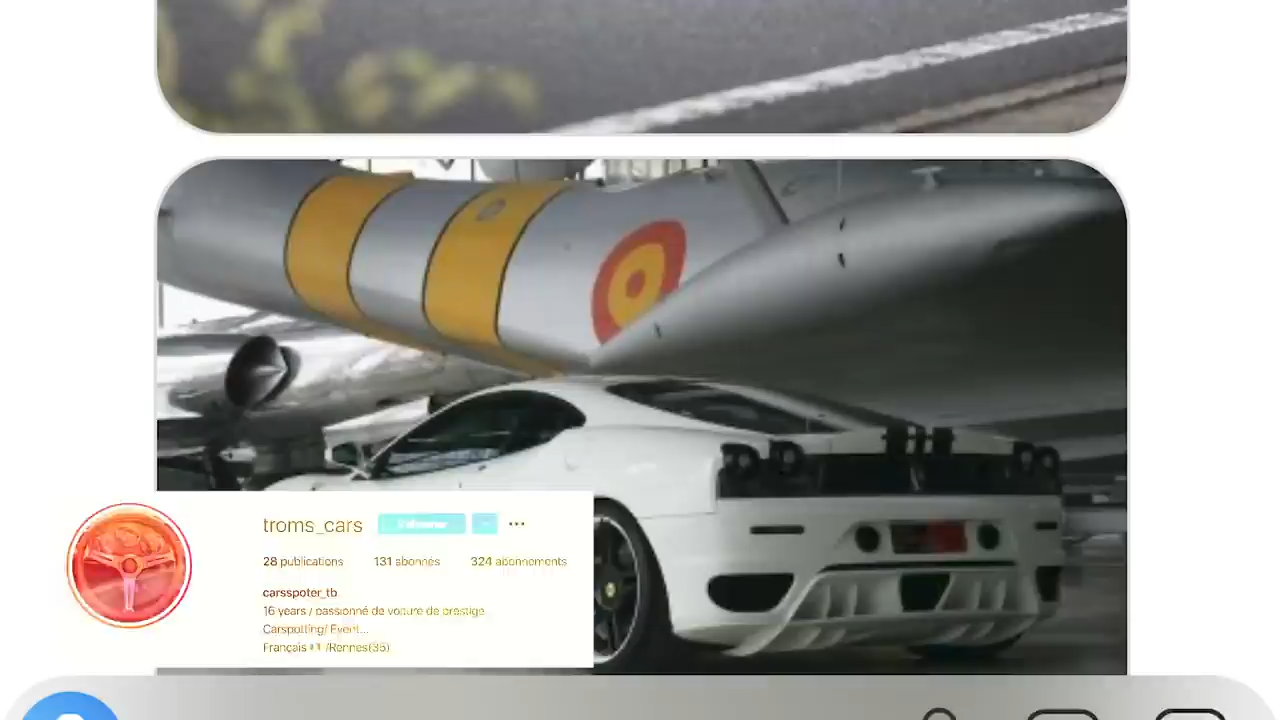 troms_cars
28 publications 131 abonnés 324 abonnements
carsspoter_tb
16 years / passionné de voiture de prestige
Carspotting/ Event...
Français /Rennes(35)